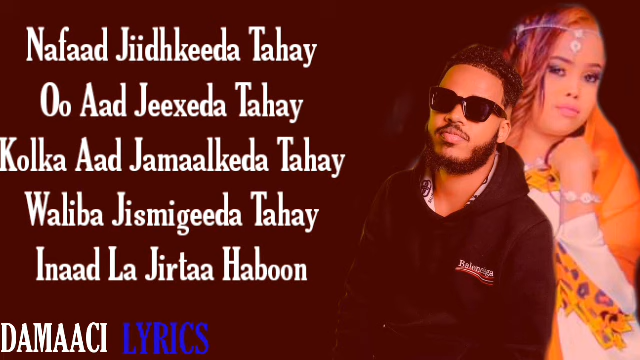 Nafaad Jiidhkeeda Tahay
Oo Aad Jeexeda Tahay
Kolka Aad Jamaalkeda Tahay
Waliba Jismigeeda Tahay
Inaad La Jirtaa Haboon
Balenciaga
DAMAACI LYRICS